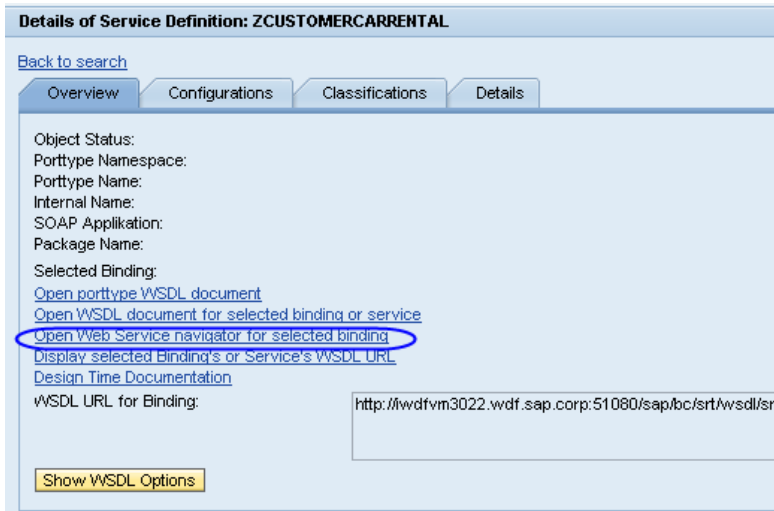 Details of Service Definition: ZCUSTOMERCARRENTAL
Back to search
Overview Configurations Classifications Details
Object Status:
Porttype Namespace:
Porttype Name:
Internal Name:
SOAP Applikation:
Package Name:
Selected Binding:
Open porttype WSDL document
Open WSDL document for selected binding or service
Open Web Service navigator for selected binding
Display selected Binding's or Service's WSDL URL
Design Time Documentation
WSDL URL for Binding: http://iwdfvm3022.wdf.sap.corp:51080/sap/bc/srt/wsdl/sr
Show WSDL Options